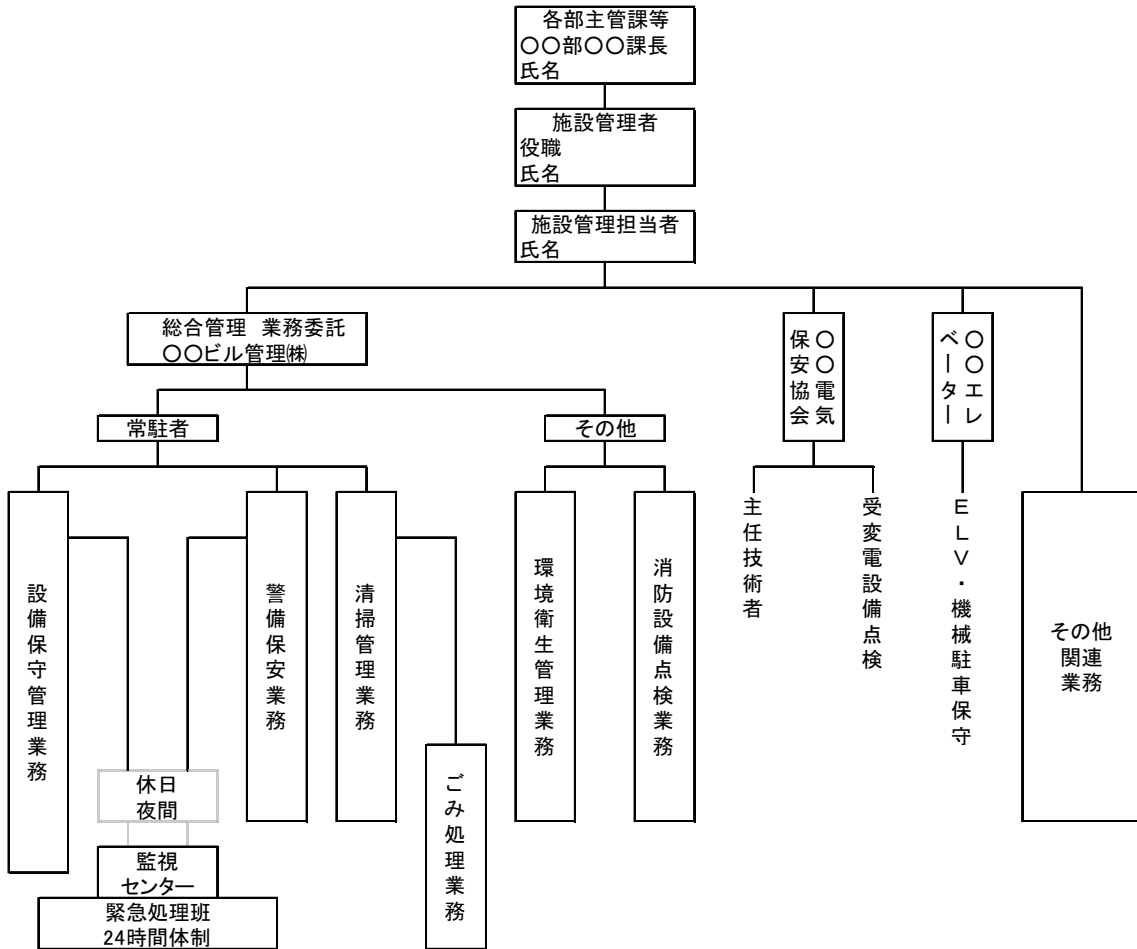 各部主管課等
〇〇部〇〇課長
氏名
施設管理者
役職
氏名
施設管理担当者
氏名
総合管理 業務委託
〇〇ビル管理㈱
〇〇電気
保安協会
〇〇エレ
ベーター
常駐者
その他
設備保守管理業務
警備保安業務
清掃管理業務
環境衛生管理業務
消防設備点検業務
主任技術者
受変電設備点検
ELV・機械駐車保守
その他
関連
業務
ごみ処理業務
休日
夜間
監視
センター
緊急処理班
24時間体制